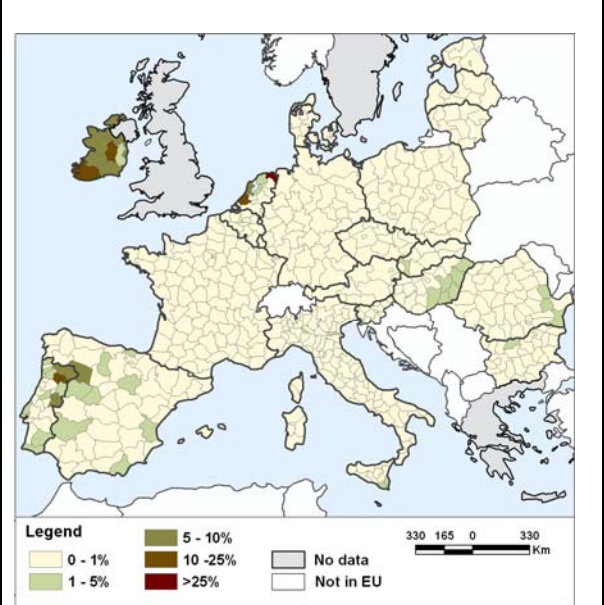 Legend
0 - 1%
1 - 5%
5 - 10%
10 -25%
>25%
No data
Not in EU
330 165 0 330
Km